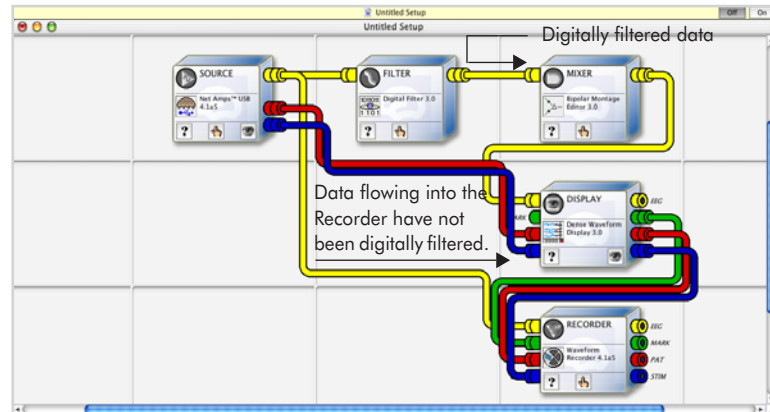 Untitled Setup
Off On
Untitled Setup
Digitally filtered data
SOURCE
Net Amps™ USB
4.1a5
?
FILTER
Digital Filter 3.0
?
MIXER
Bipolar Montage
Editor 3.0
?
Data flowing into the
Recorder have not
been digitally filtered.
DISPLAY
Dense Waveform
Display 3.0
?
EEG
RECORDER
Waveform
Recorder 4.1a5
?
EEG
MARK
PAT
STIM